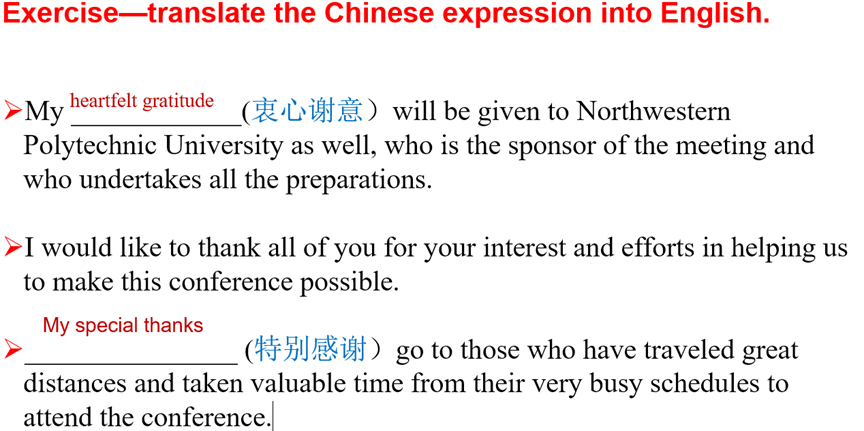 Exercise—translate the Chinese expression into English.
➢My heartfelt gratitude (衷心谢意）will be given to Northwestern
Polytechnic University as well, who is the sponsor of the meeting and
who undertakes all the preparations.
➢I would like to thank all of you for your interest and efforts in helping us
to make this conference possible.
My special thanks
➢________________ (特别感谢）go to those who have traveled great
distances and taken valuable time from their very busy schedules to
attend the conference.